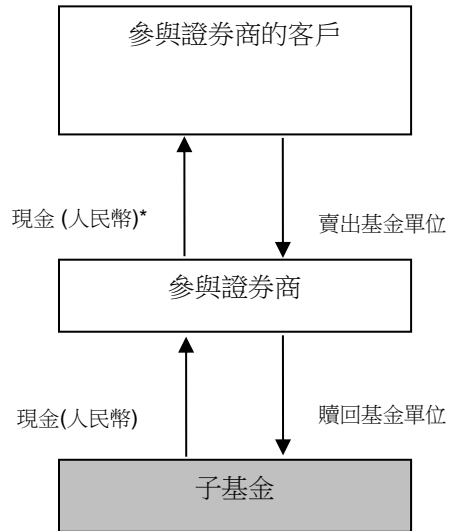 參與證券商的客戶
現金 (人民幣)*
賣出基金單位
參與證券商
現金(人民幣)
贖回基金單位
子基金